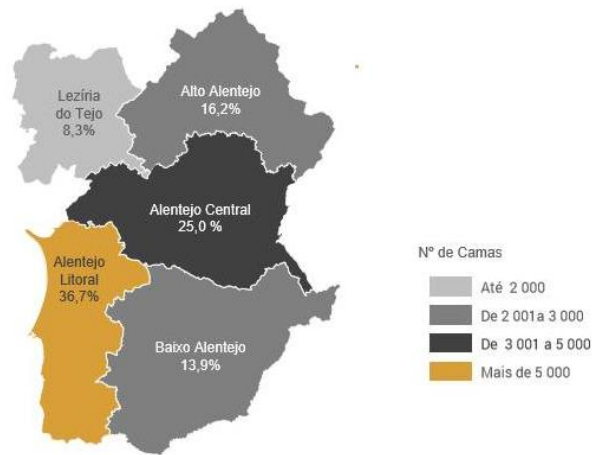 Lezíria
do Tejo
8,3%
Alto Alentejo
16,2%
Alentejo Central
25,0 %
Alentejo
Litoral
36,7%
Baixo Alentejo
13,9%
Nº de Camas
Até 2 000
De 2 001a 3 000
De 3 001 a 5 000
Mais de 5 000